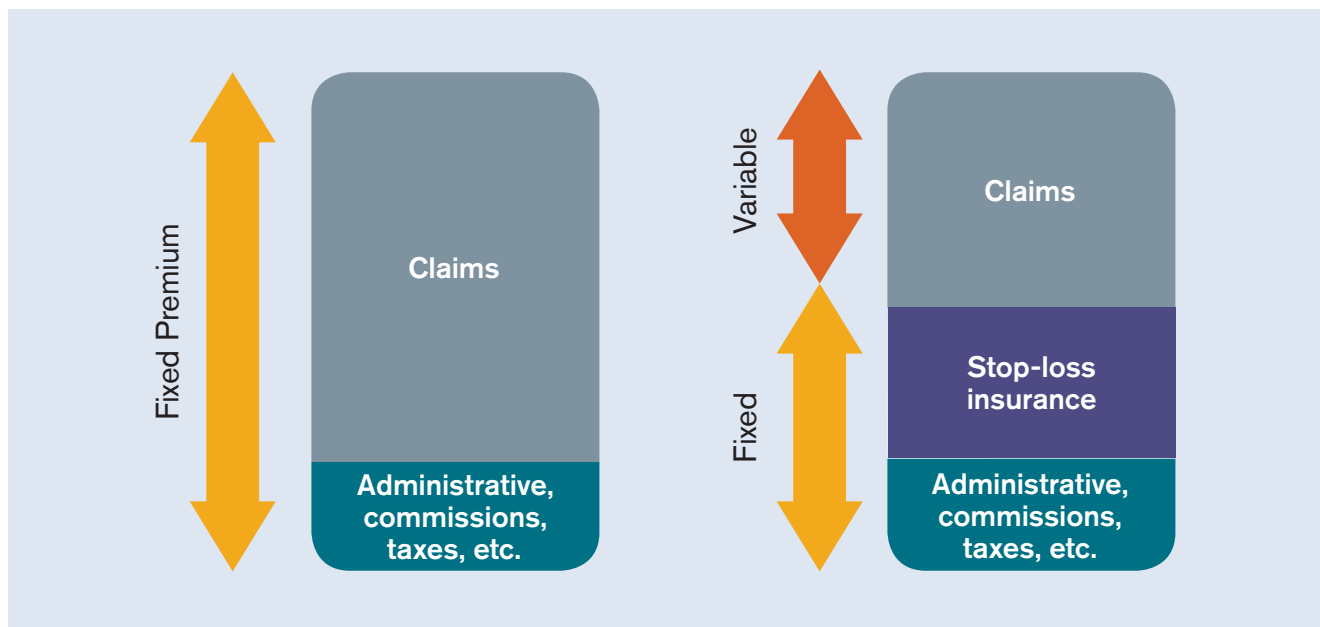 Fixed Premium
Claims
Administrative,
commissions,
taxes, etc.
Variable
Fixed
Claims
Stop-loss
insurance
Administrative,
commissions,
taxes, etc.